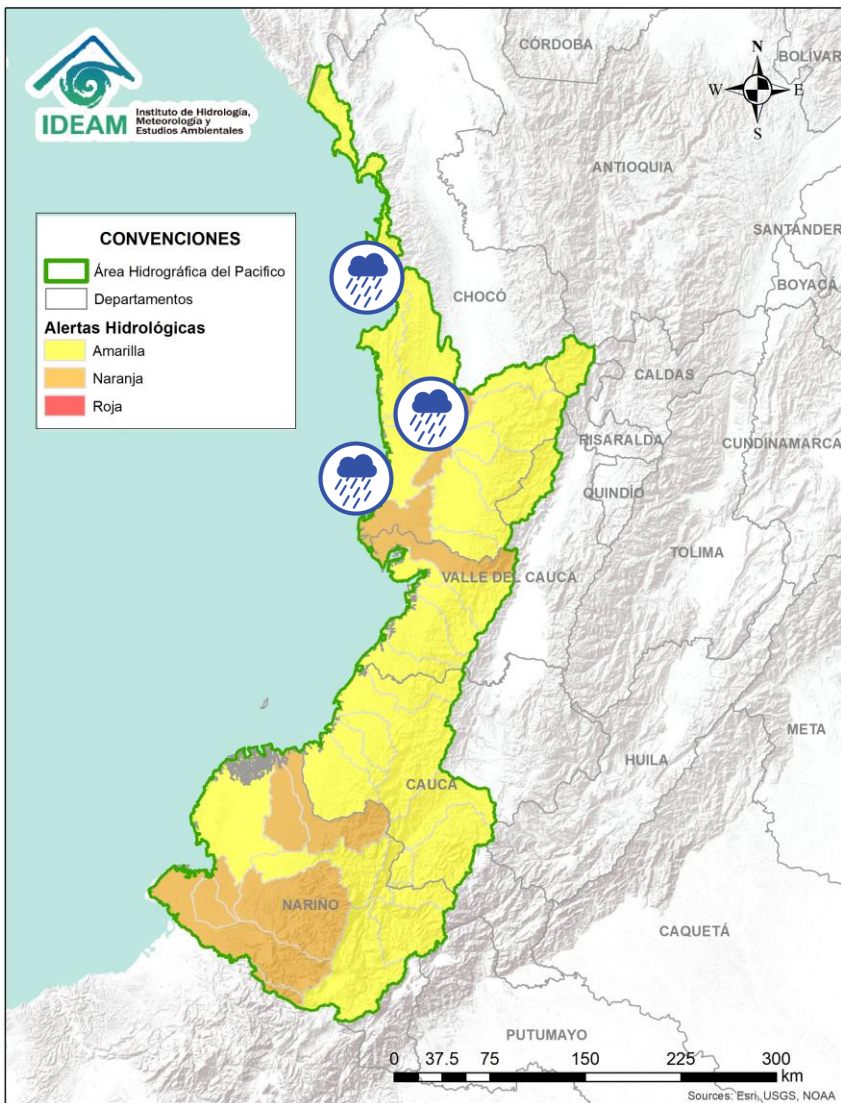 IDEAM
Instituto de Hidrología,
Meteorología y
Estudios Ambientales
CÓRDOBA
BOLÍVAR
N
W
E
S
ANTIOQUIA
SANTANDER
BOYACÁ
CONVENCIONES
Área Hidrográfica del Pacifico
Departamentos
Alertas Hidrológicas
Amarilla
Naranja
Roja
CHOCÓ
CALDAS
RISARALDA
CUNDINAMARCA
QUINDÍO
TOLIMA
VALLE DEL CAUCA
META
HUILA
CAUCA
NARIÑO
CAQUETÁ
PUTUMAYO
0 37.5 75 150 225 300
km
Sources: Esri, USGS, NOAA